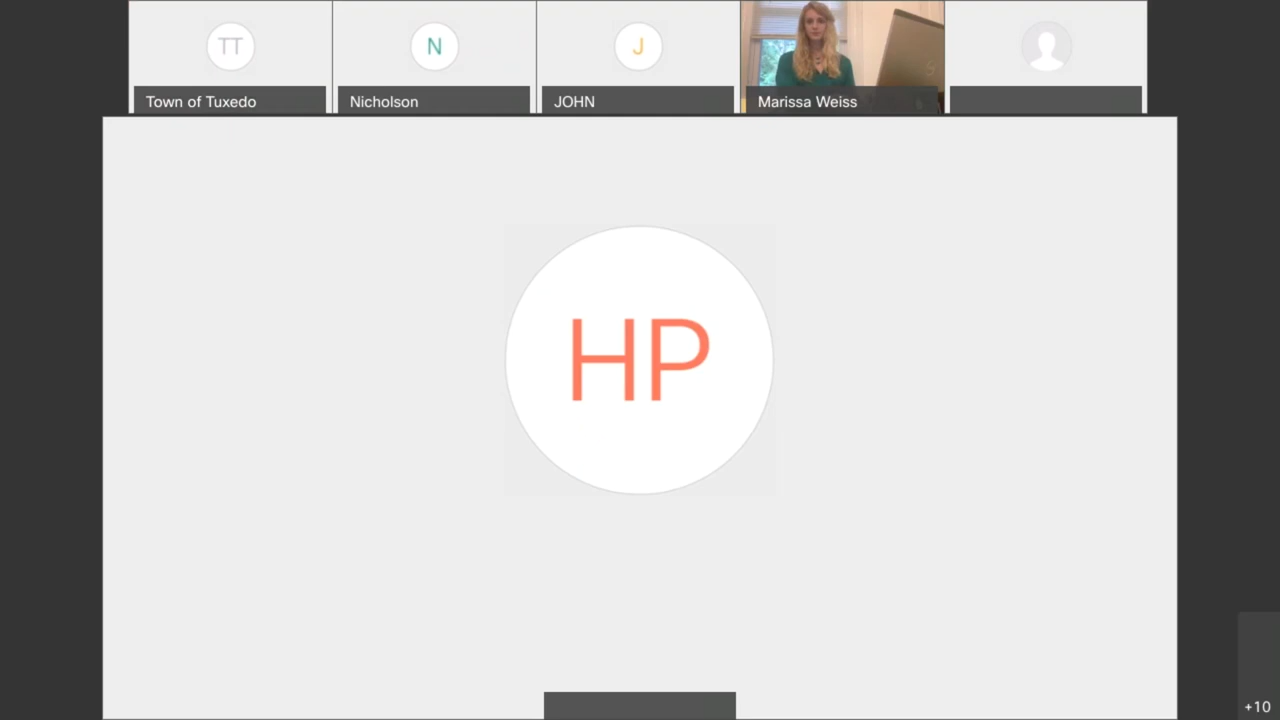 TT
N
J
Town of Tuxedo
Nicholson
JOHN
Marissa Weiss
HP
+10